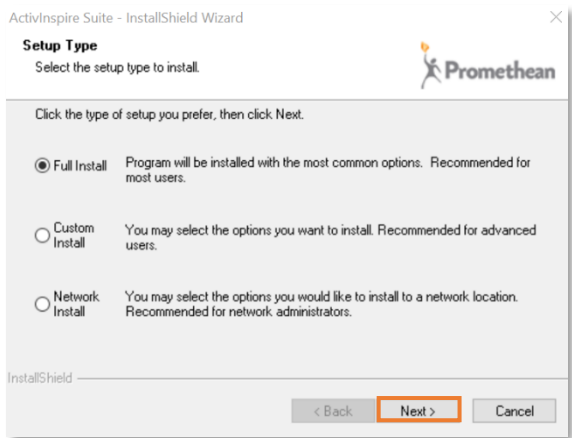 ActivInspire Suite - InstallShield Wizard
Setup Type
Select the setup type to install.
Promethean
Click the type of setup you prefer, then click Next.
Full Install
Program will be installed with the most common options. Recommended for
most users.
Custom
Install
You may select the options you want to install. Recommended for advanced
users.
Network
Install
You may select the options you would like to install to a network location.
Recommended for network administrators.
InstallShield
< Back
Next >
Cancel